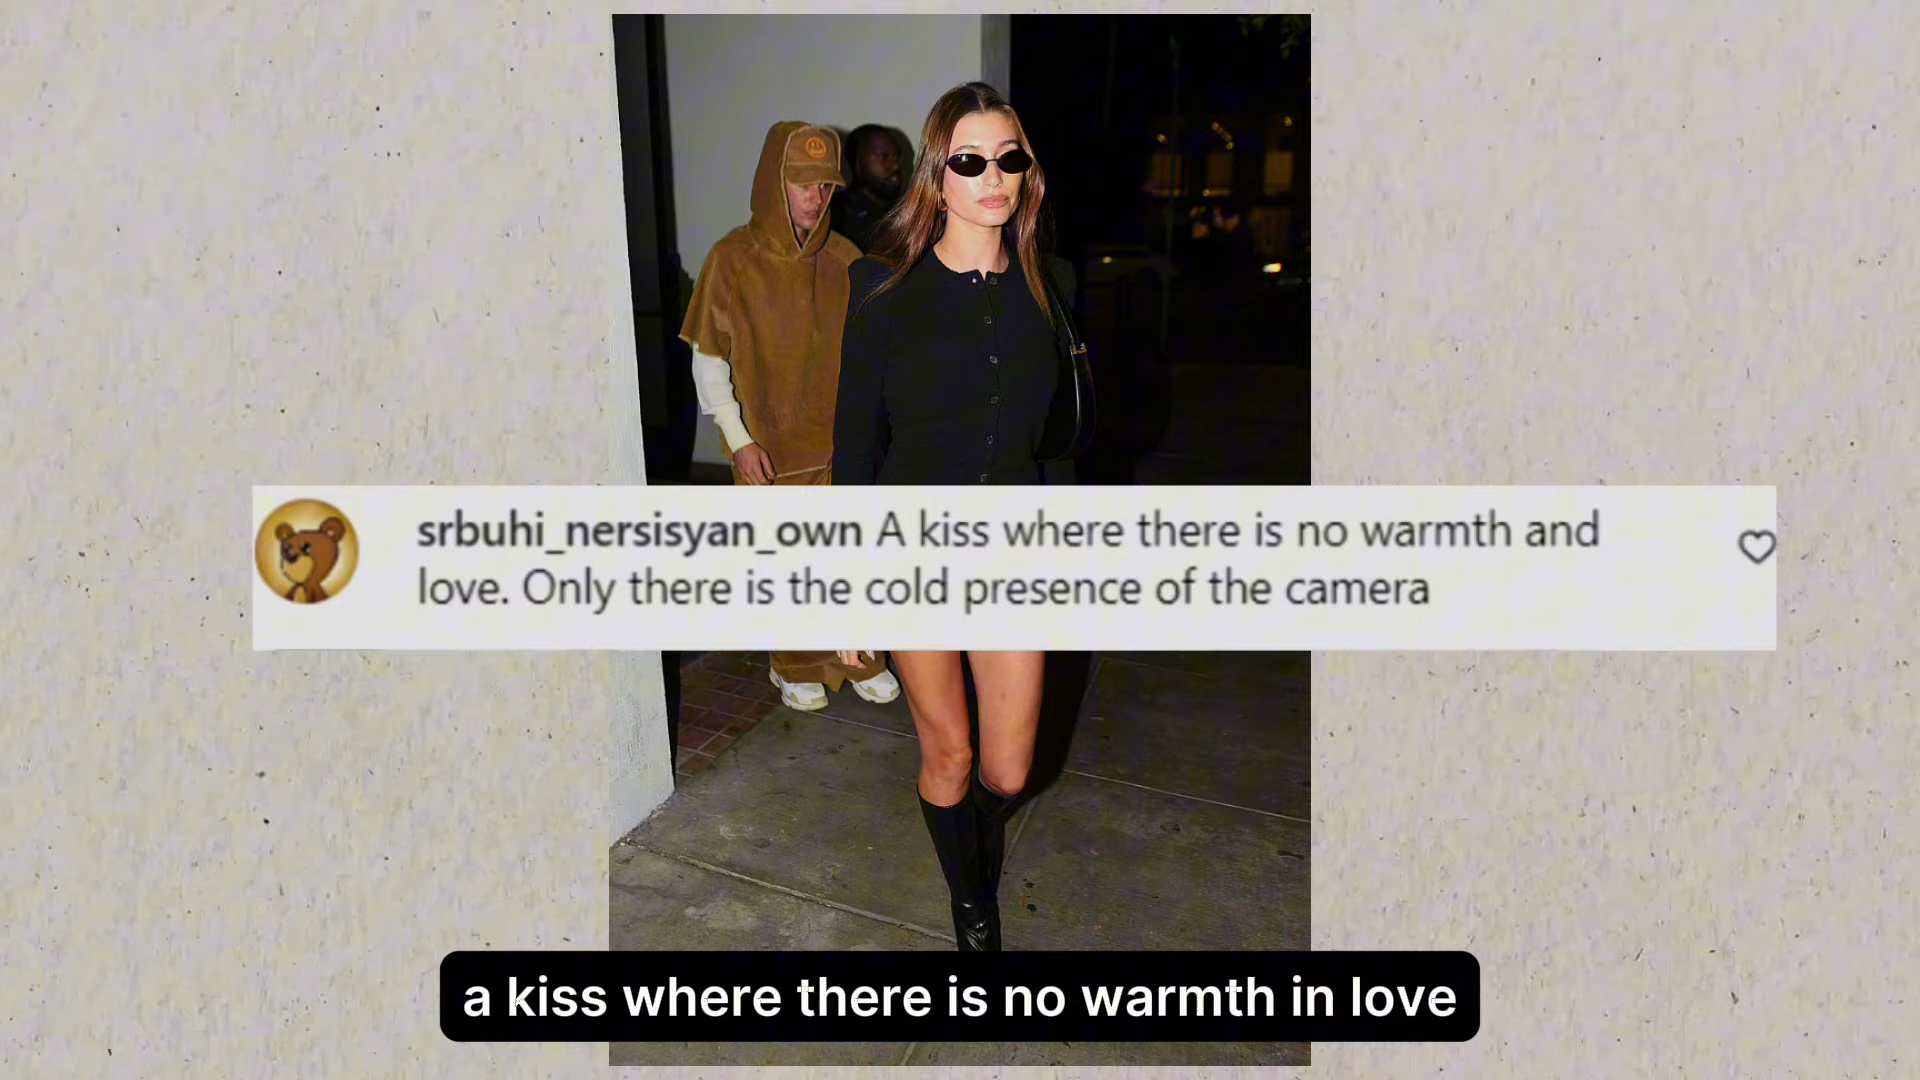 srbuhi_nersisyan_own A kiss where there is no warmth and
love. Only there is the cold presence of the camera
a kiss where there is no warmth in love